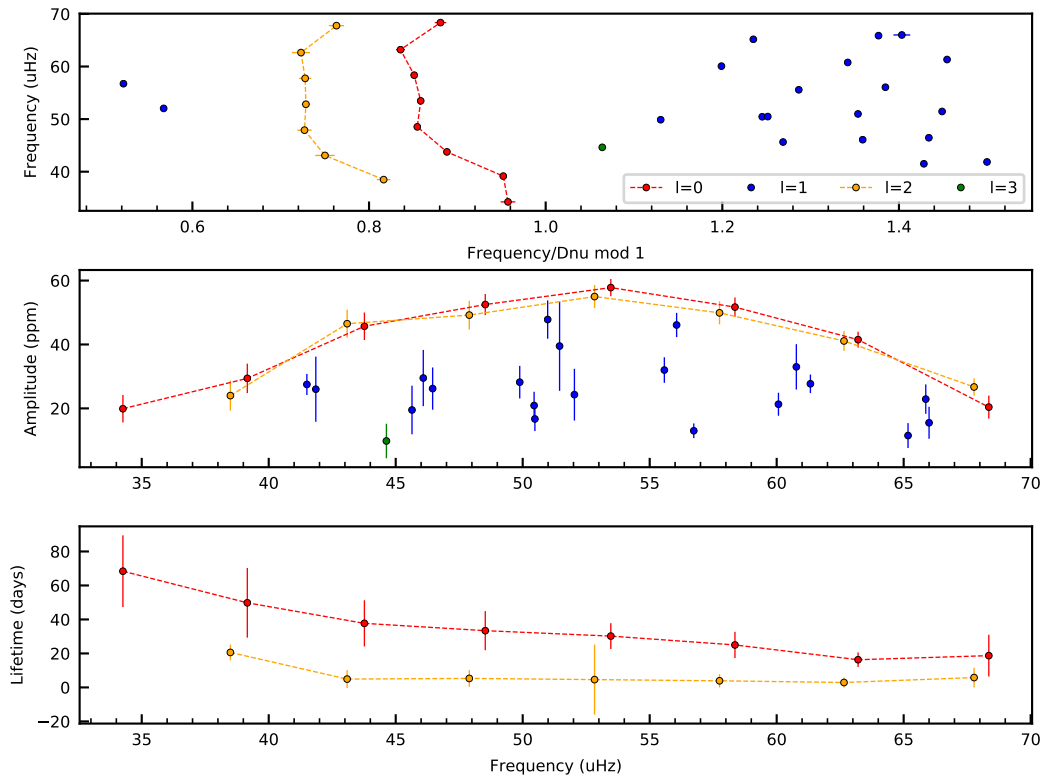 70
60
50
40
Frequency (uHz)
l=0 l=1 l=2 l=3
0.6 0.8 1.0 1.2 1.4
Frequency/Dnu mod 1
60
40
20
Amplitude (ppm)
35 40 45 50 55 60 65 70
80
60
40
20
0
−20
Lifetime (days)
35 40 45 50 55 60 65 70
Frequency (uHz)